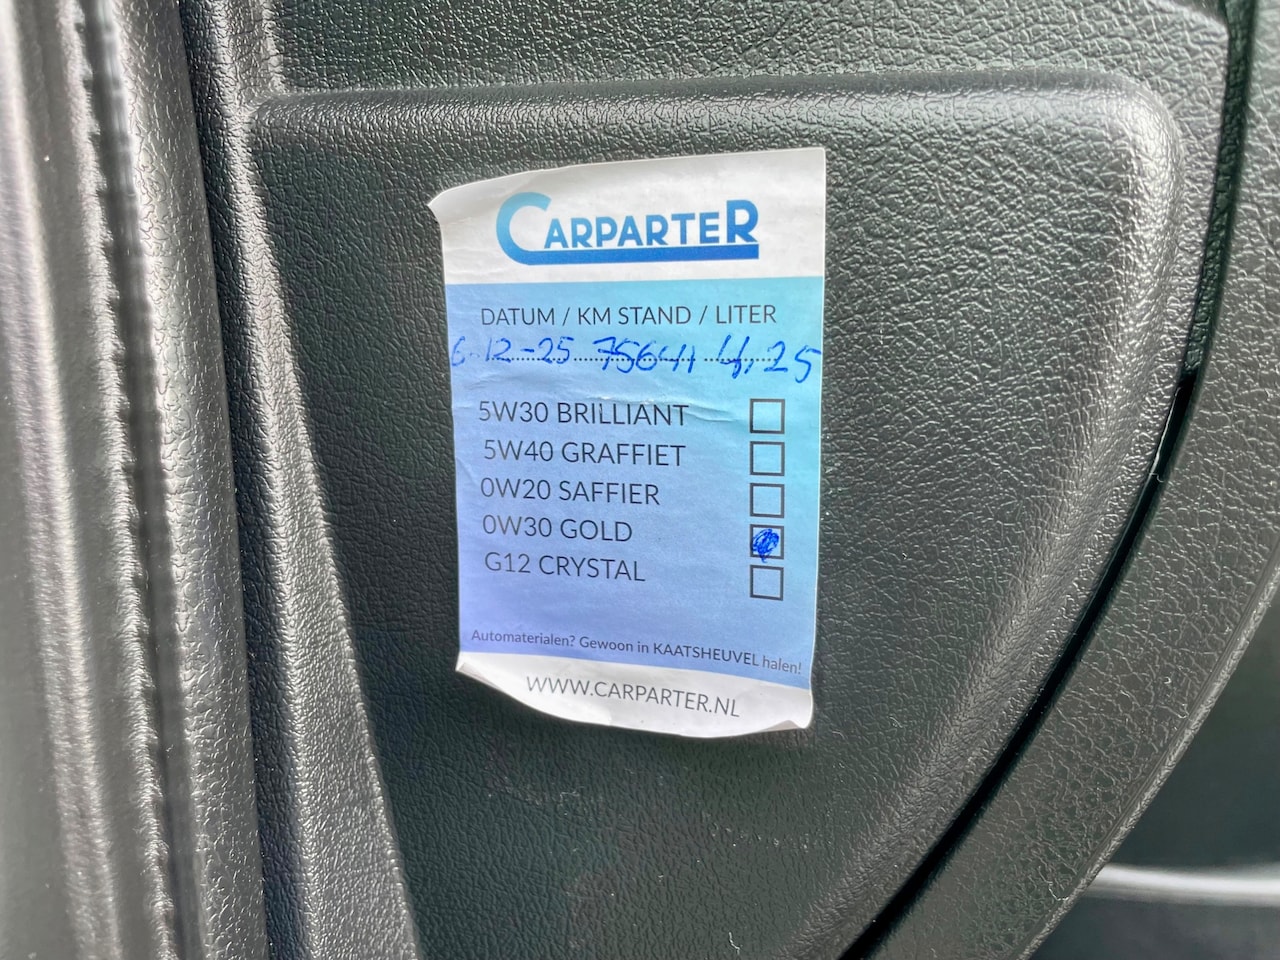 CARPARTER
DATUM / KM STAND / LITER
6-12-25 75641 4,25
5W30 BRILLIANT
5W40 GRAFFIET
0W20 SAFFIER
0W30 GOLD
G12 CRYSTAL
Automaterialen? Gewoon in KAATSHEUVEL halen!
WWW.CARPARTER.NL